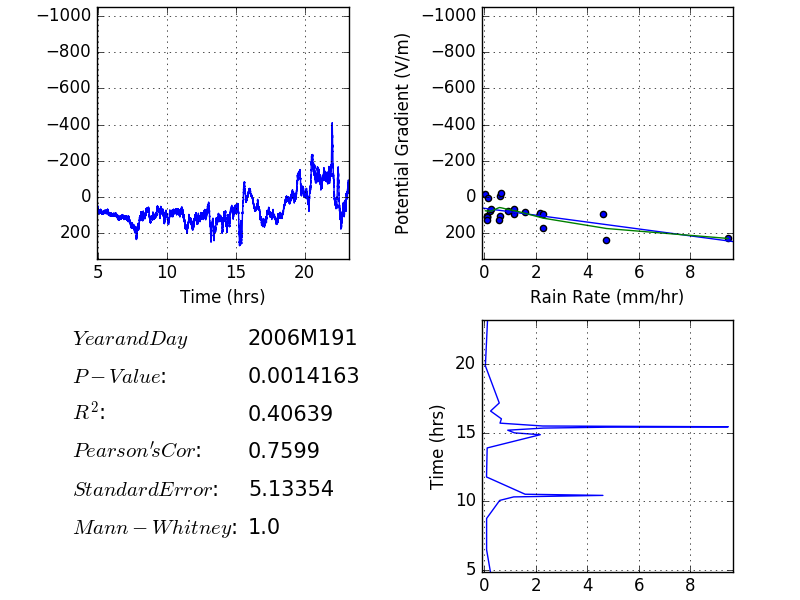 −1000
−800
−600
−400
−200
0
200
5 10 15 20
Time (hrs)
Potential Gradient (V/m)
−1000
−800
−600
−400
−200
0
200
0 2 4 6 8
Rain Rate (mm/hr)
YearandDay 2006M191
P−Value: 0.0014163
R²: 0.40639
Pearson'sCor: 0.7599
StandardError: 5.13354
Mann−Whitney: 1.0
Time (hrs)
20
15
10
5
0 2 4 6 8